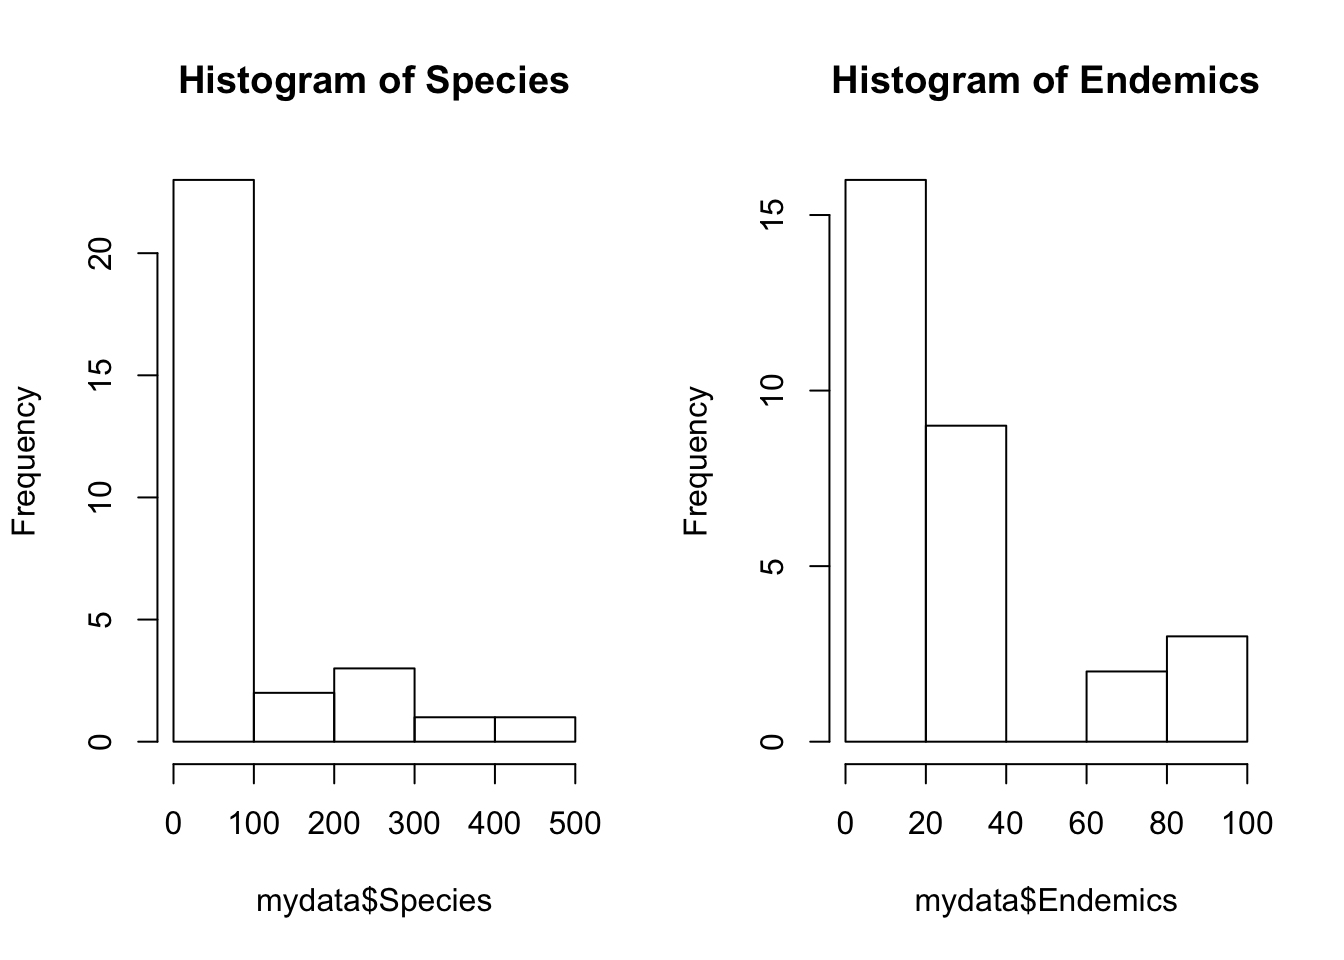 Histogram of Species
Frequency
20
15
10
5
0
0 100 200 300 400 500
mydata$Species
Histogram of Endemics
Frequency
15
10
5
0
0 20 40 60 80 100
mydata$Endemics